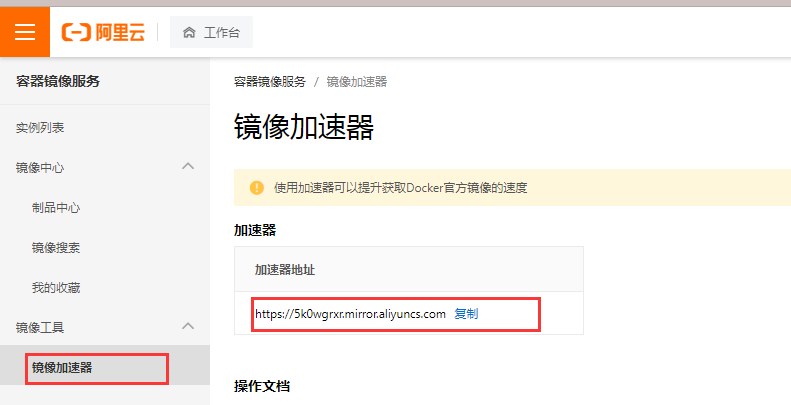 阿里云
工作台
容器镜像服务
实例列表
镜像中心
制品中心
镜像搜索
我的收藏
镜像工具
镜像加速器
容器镜像服务 / 镜像加速器
镜像加速器
使用加速器可以提升获取Docker官方镜像的速度
加速器
加速器地址
https://5k0wgrxr.mirror.aliyuncs.com 复制
操作文档